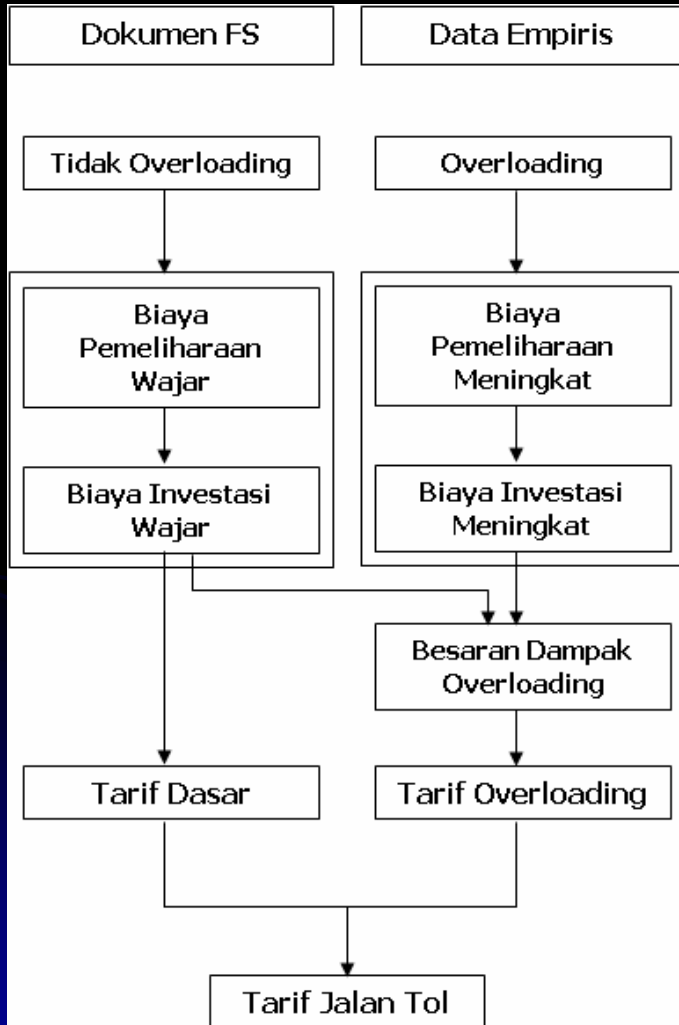 Dokumen FS
Data Empiris
Tidak Overloading
Overloading
Biaya
Pemeliharaan
Wajar
Biaya
Pemeliharaan
Meningkat
Biaya Investasi
Wajar
Biaya Investasi
Meningkat
Besaran Dampak
Overloading
Tarif Dasar
Tarif Overloading
Tarif Jalan Tol